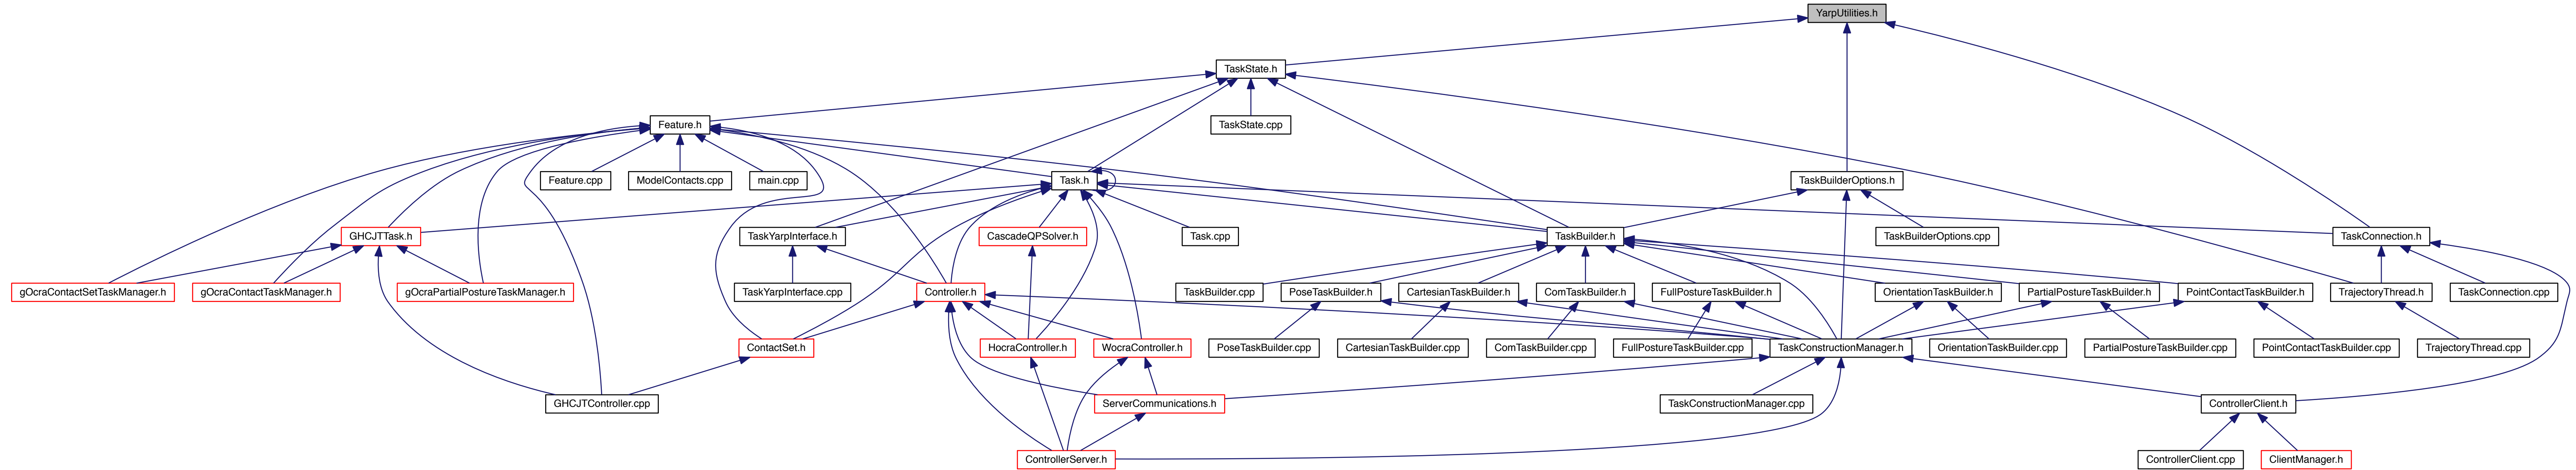 YarpUtilities.h
TaskState.h
Feature.h
TaskState.cpp
Feature.cpp
ModelContacts.cpp
main.cpp
Task.h
TaskBuilderOptions.h
GHCJTTask.h
TaskYarpInterface.h
CascadeQPSolver.h
Task.cpp
TaskBuilder.h
TaskBuilderOptions.cpp
TaskConnection.h
gOcraContactSetTaskManager.h
gOcraContactTaskManager.h
gOcraPartialPostureTaskManager.h
TaskYarpInterface.cpp
Controller.h
TaskBuilder.cpp
PoseTaskBuilder.h
CartesianTaskBuilder.h
ComTaskBuilder.h
FullPostureTaskBuilder.h
OrientationTaskBuilder.h
PartialPostureTaskBuilder.h
PointContactTaskBuilder.h
TrajectoryThread.h
TaskConnection.cpp
ContactSet.h
HocraController.h
WocraController.h
PoseTaskBuilder.cpp
CartesianTaskBuilder.cpp
ComTaskBuilder.cpp
FullPostureTaskBuilder.cpp
TaskConstructionManager.h
OrientationTaskBuilder.cpp
PartialPostureTaskBuilder.cpp
PointContactTaskBuilder.cpp
TrajectoryThread.cpp
GHCJTController.cpp
ServerCommunications.h
TaskConstructionManager.cpp
ControllerClient.h
ControllerServer.h
ControllerClient.cpp
ClientManager.h